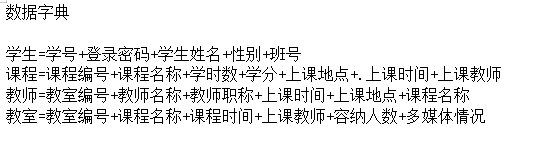 数据字典
学生=学号+登录密码+学生姓名+性别+班号
课程=课程编号+课程名称+学时数+学分+上课地点+.上课时间+上课教师
教师=教室编号+教师名称+教师职称+上课时间+上课地点+课程名称
教室=教室编号+课程名称+课程时间+上课教师+容纳人数+多媒体情况